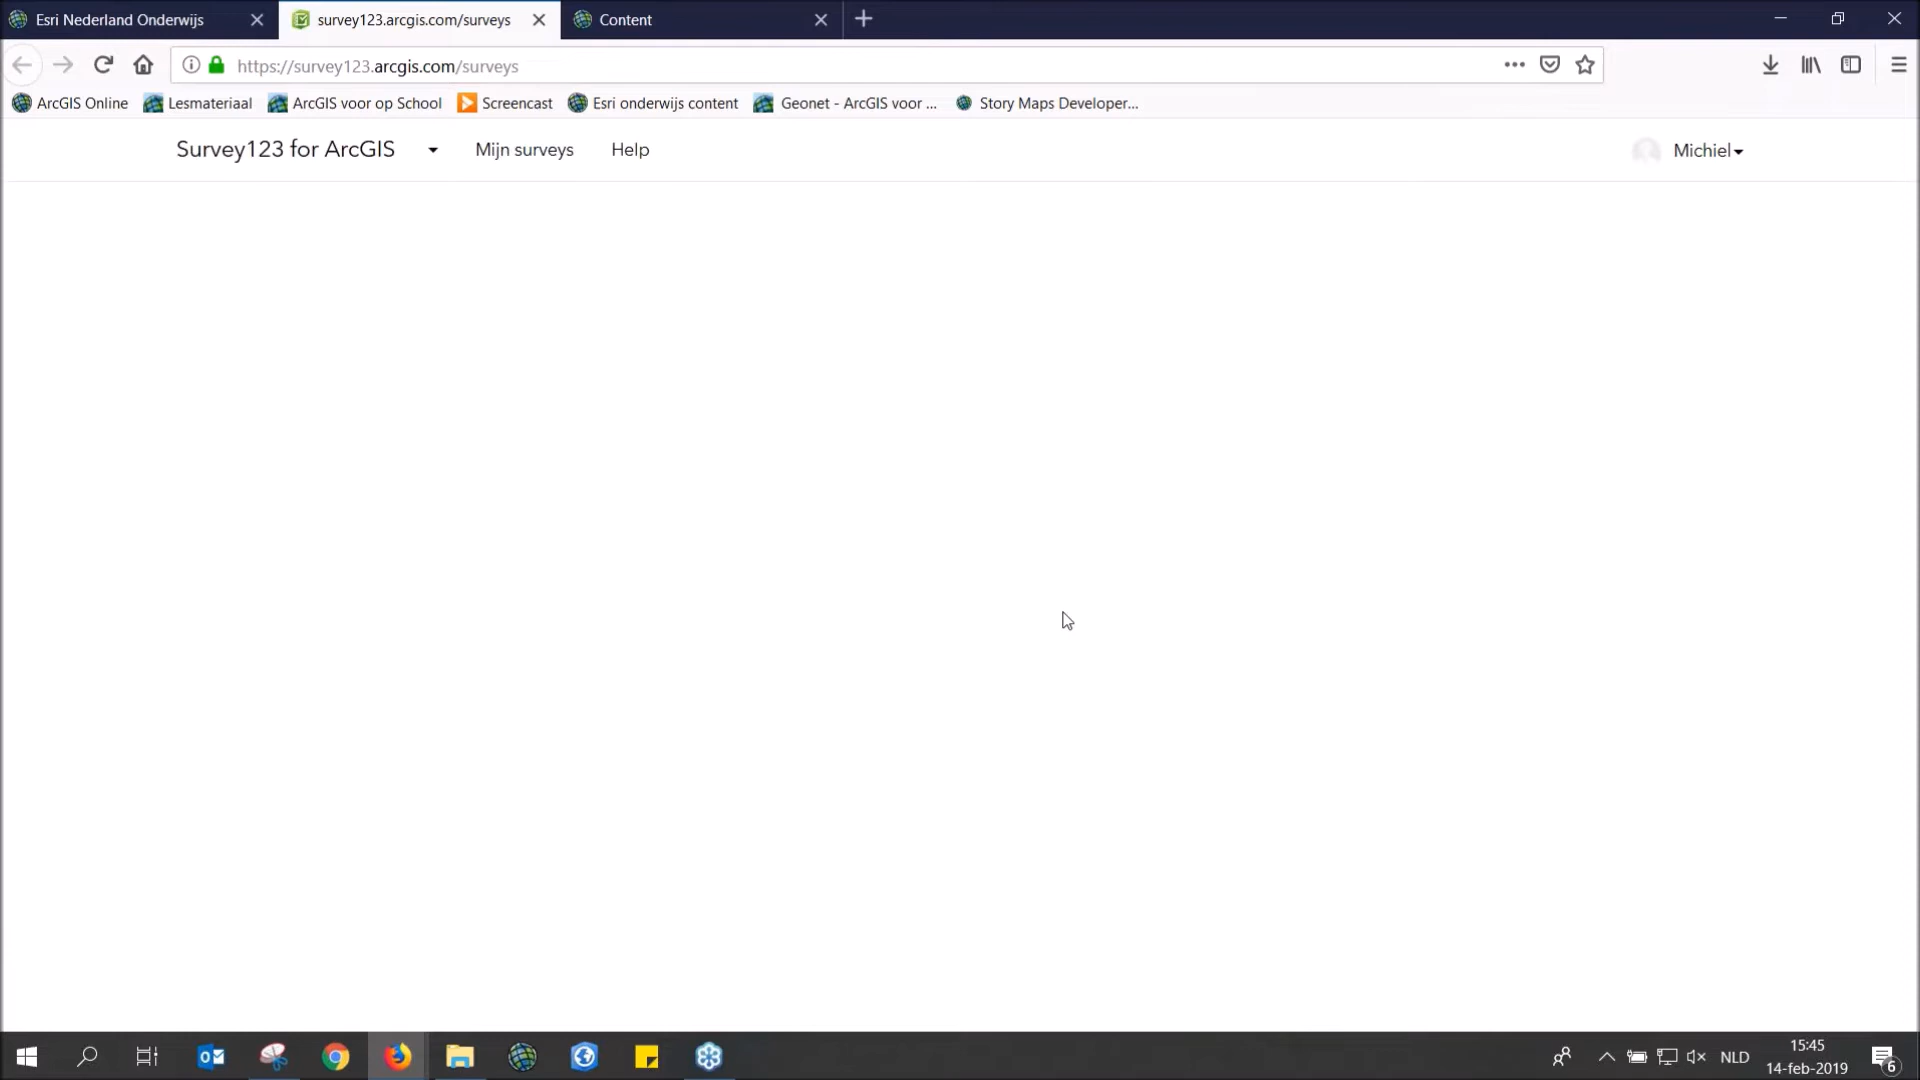 Esri Nederland Onderwijs
survey123.arcgis.com/surveys
Content
https://survey123.arcgis.com/surveys
ArcGIS Online
Lesmateriaal
ArcGIS voor op School
Screencast
Esri onderwijs content
Geonet - ArcGIS voor ...
Story Maps Developer...
Survey123 for ArcGIS
Mijn surveys
Help
Michiel
NLD
15:45
14-feb-2019
6